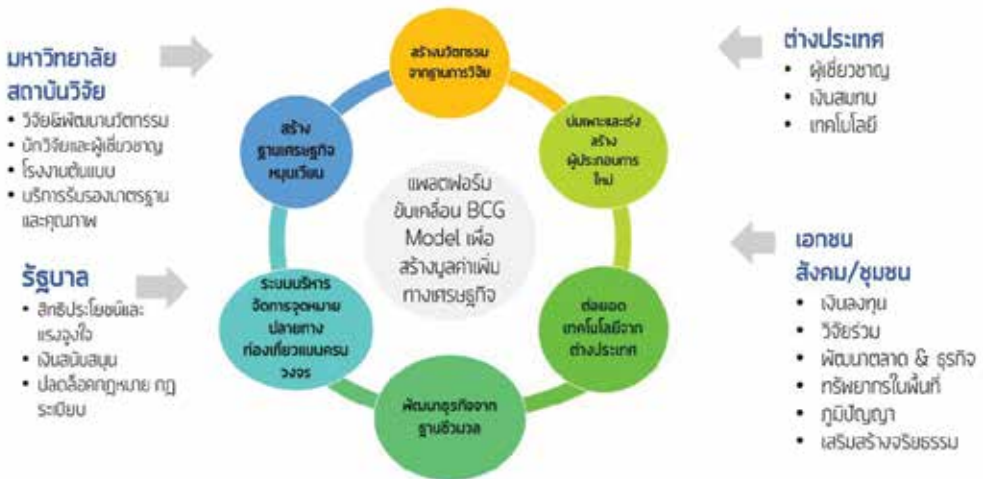 มหาวิทยาลัย
สถาบันวิจัย
• วิจัย&พัฒนานวัตกรรม
• นักวิจัยและผู้เชี่ยวชาญ
• โรงงานต้นแบบ
• บริการรับรองมาตรฐาน
และคุณภาพ
รัฐบาล
• สิทธิประโยชน์และ
แรงจูงใจ
• เงินสนับสนุน
• ปลดล็อคกฎหมาย กฎ
ระเบียบ
สร้างนวัตกรรม
จากฐานการวิจัย
บ่มเพาะและเร่ง
สร้าง
ผู้ประกอบการ
ใหม่
ต่อยอด
เทคโนโลยีจาก
ต่างประเทศ
พัฒนาธุรกิจจาก
ฐานชีวมวล
ระบบบริหาร
จัดการจุดหมาย
ปลายทาง
ท่องเที่ยวแบบครบ
วงจร
สร้าง
ฐานเศรษฐกิจ
หมุนเวียน
แพลตฟอร์ม
ขับเคลื่อน BCG
Model เพื่อ
สร้างมูลค่าเพิ่ม
ทางเศรษฐกิจ
ต่างประเทศ
• ผู้เชี่ยวชาญ
• เงินสมทบ
• เทคโนโลยี
เอกชน
สังคม/ชุมชน
• เงินลงทุน
• วิจัยร่วม
• พัฒนาตลาด & ธุรกิจ
• ทรัพยากรในพื้นที่
• ภูมิปัญญา
• เสริมสร้างจริยธรรม